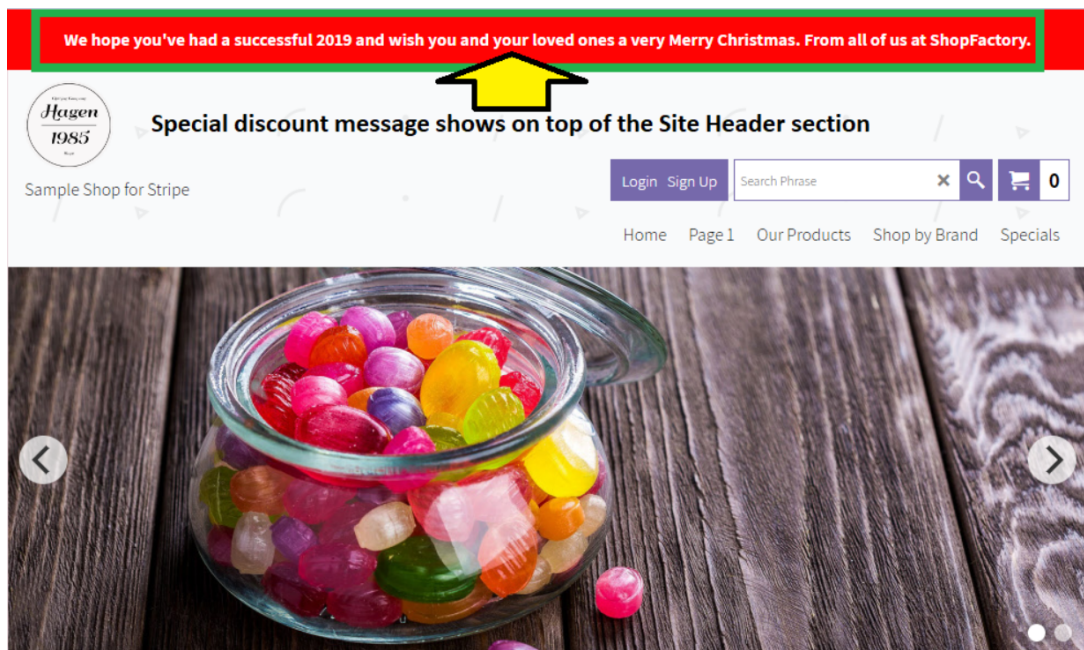 We hope you've had a successful 2019 and wish you and your loved ones a very Merry Christmas. From all of us at ShopFactory.
Hagen
1985
Special discount message shows on top of the Site Header section
Sample Shop for Stripe
Login Sign Up
Search Phrase
0
Home Page 1 Our Products Shop by Brand Specials